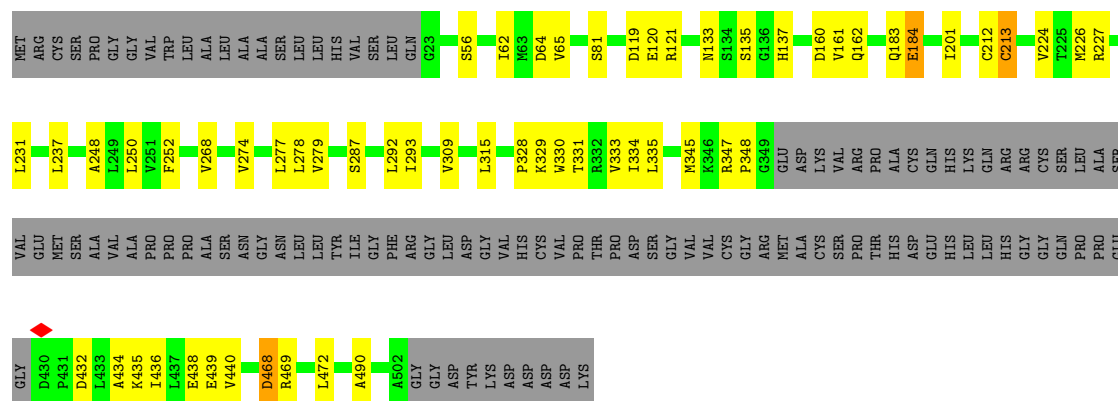 MET ARG CYS SER PRO GLY GLY VAL TRP LEU ALA LEU ALA ALA SER LEU LEU HIS VAL SER LEU GLN G23 S56 I62 M63 D64 V65 S81 D119 E120 R121 N133 S134 S135 G136 H137 D160 V161 Q162 Q183 E184 I201 C212 C213 V224 T225 M226 R227
L231 L237 A248 L249 L250 V251 F252 V268 V274 L277 L278 V279 S287 L292 I293 V309 L315 P328 K329 W330 T331 R332 V333 I334 L335 M345 K346 R347 P348 G349 GLU ASP LYS VAL ARG PRO ALA CYS GLN HIS LYS GLN ARG ARG CYS SER LEU ALA SER
VAL GLU MET SER ALA VAL ALA PRO PRO PRO ALA SER ASN GLY ASN LEU LEU TYR ILE GLY PHE ARG GLY LEU ASP GLY VAL HIS CYS VAL PRO THR PRO ASP SER GLY VAL VAL CYS GLY ARG MET ALA CYS SER PRO THR HIS ASP GLU HIS LEU LEU HIS GLY GLY GLN PRO PRO GLU
GLY D430 P431 D432 L433 A434 K435 I436 L437 E438 E439 V440 D468 R469 L472 A490 A502 GLY GLY ASP TYR LYS ASP ASP ASP ASP LYS